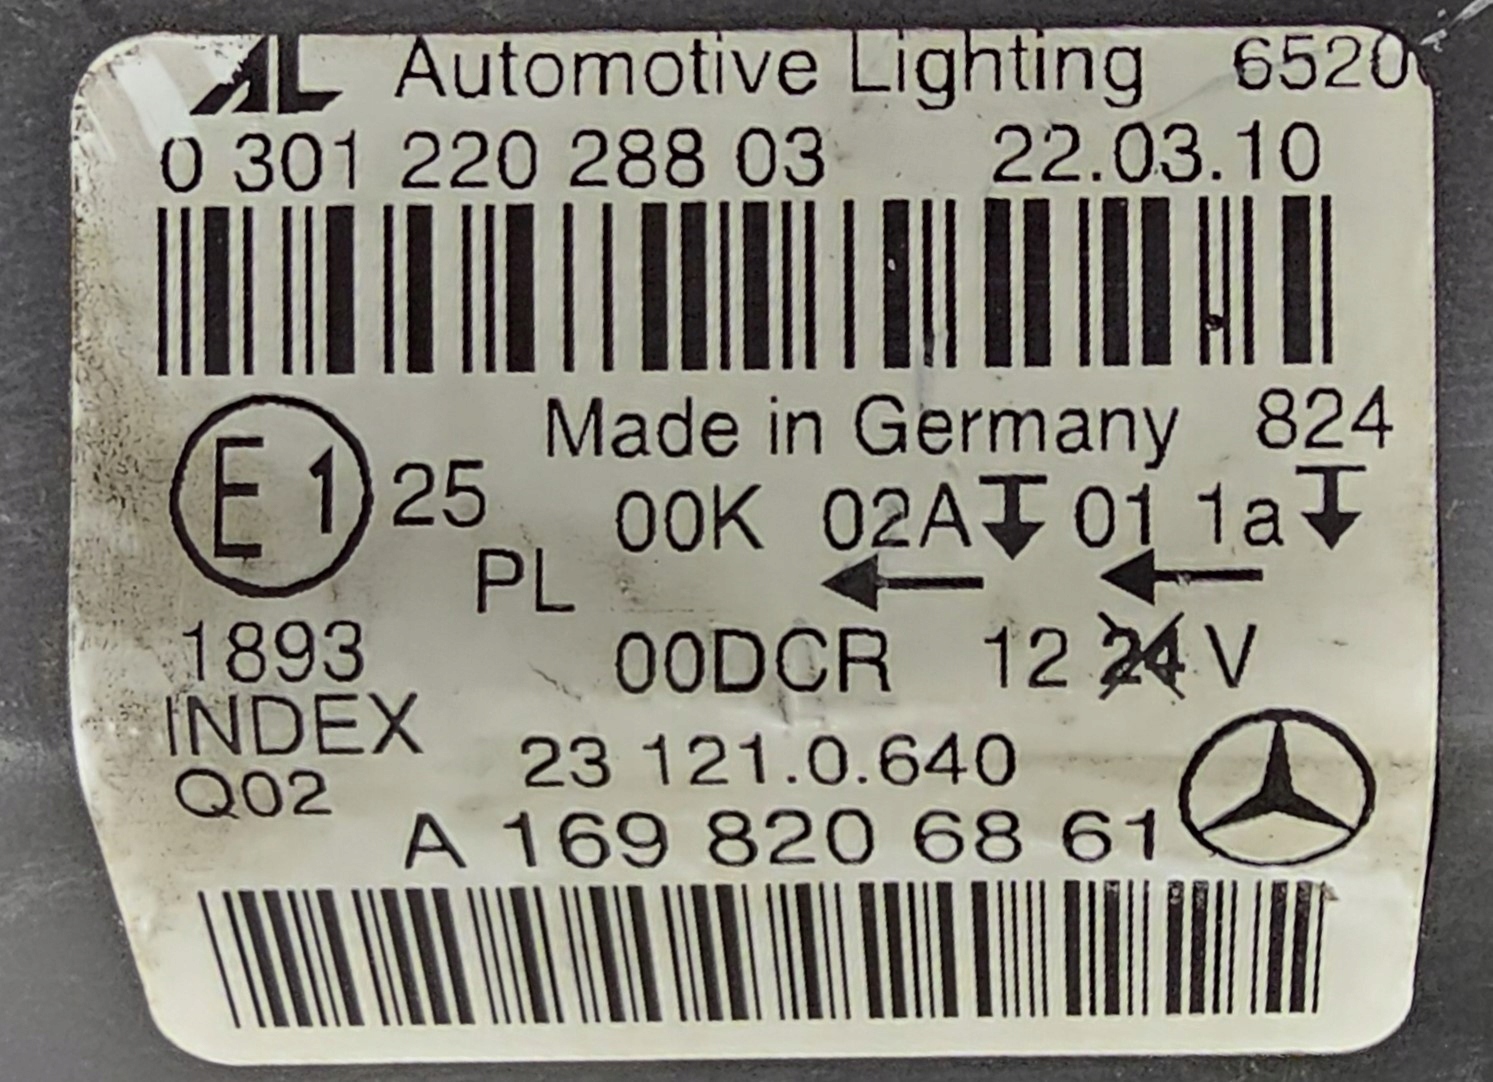 AL Automotive Lighting 6520
0 301 220 288 03 22.03.10
Made in Germany 824
E1 25 00K 02A 01 1a
PL
1893 00DCR 12 24 V
INDEX
Q02 23 121.0.640
A 169 820 68 61